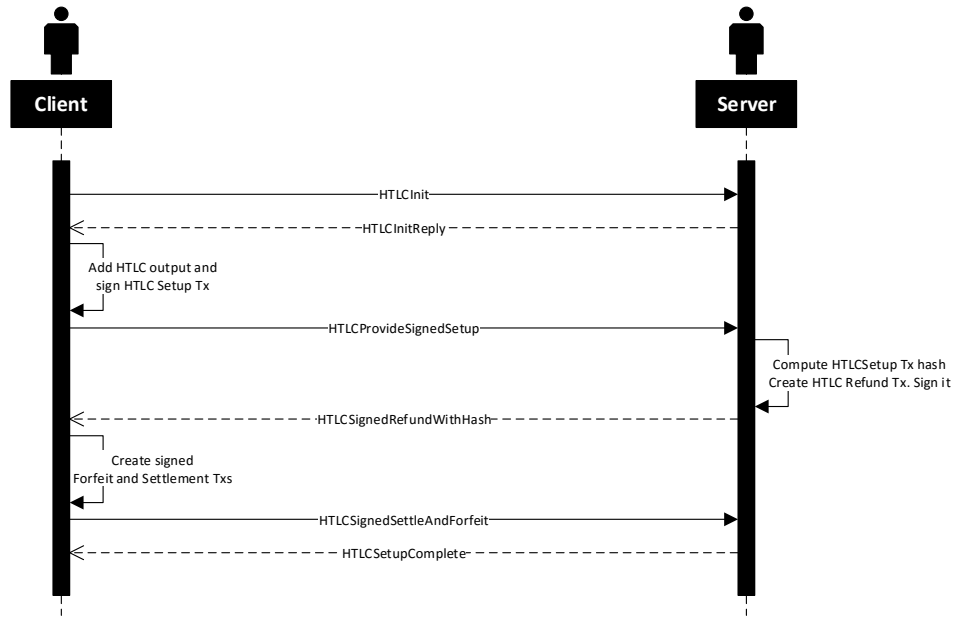 Client
Server
HTLCInit
HTLCInitReply
Add HTLC output and
sign HTLC Setup Tx
HTLCProvideSignedSetup
Compute HTLCSetup Tx hash
Create HTLC Refund Tx. Sign it
HTLCSignedRefundWithHash
Create signed
Forfeit and Settlement Txs
HTLCSignedSettleAndForfeit
HTLCSetupComplete